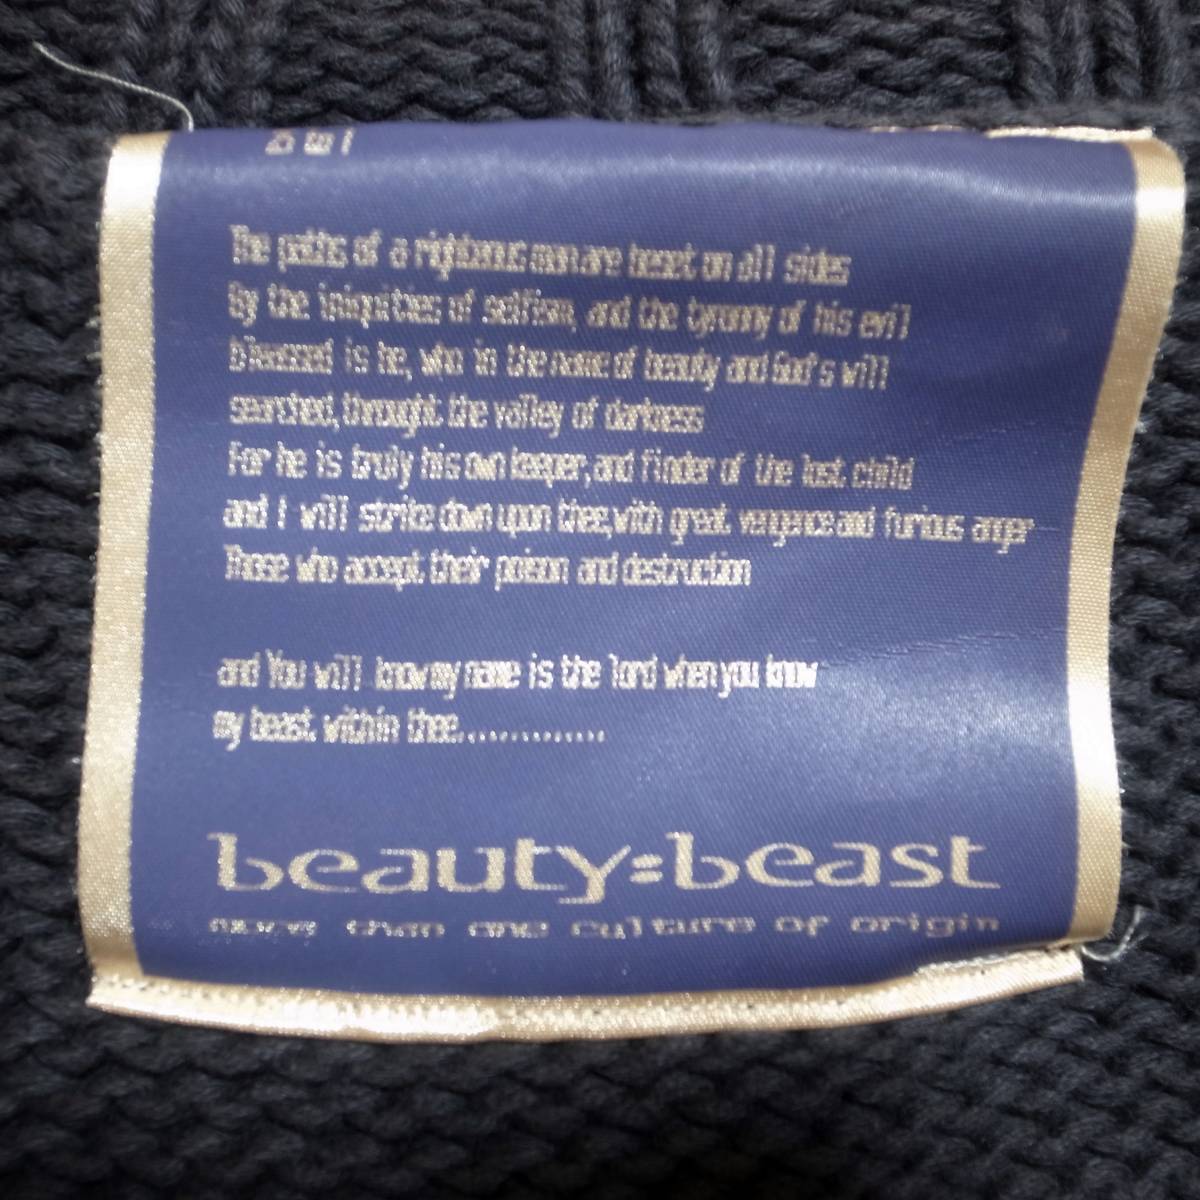 The paths of a righteous man are beset on all sides
By the iniquities of selfism, and the tyranny of his evil
blessed is he, who in the name of beauty and God's will
searched, throught the valley of darkness
For he is truly his own keeper, and finder of the lost child
and I will strike down upon thee, with great vengence and furious anger
Those who accept their poison and destruction
and You will know my name is the lord when you know
my beast within thee..............
beauty:beast
more than one culture of origin